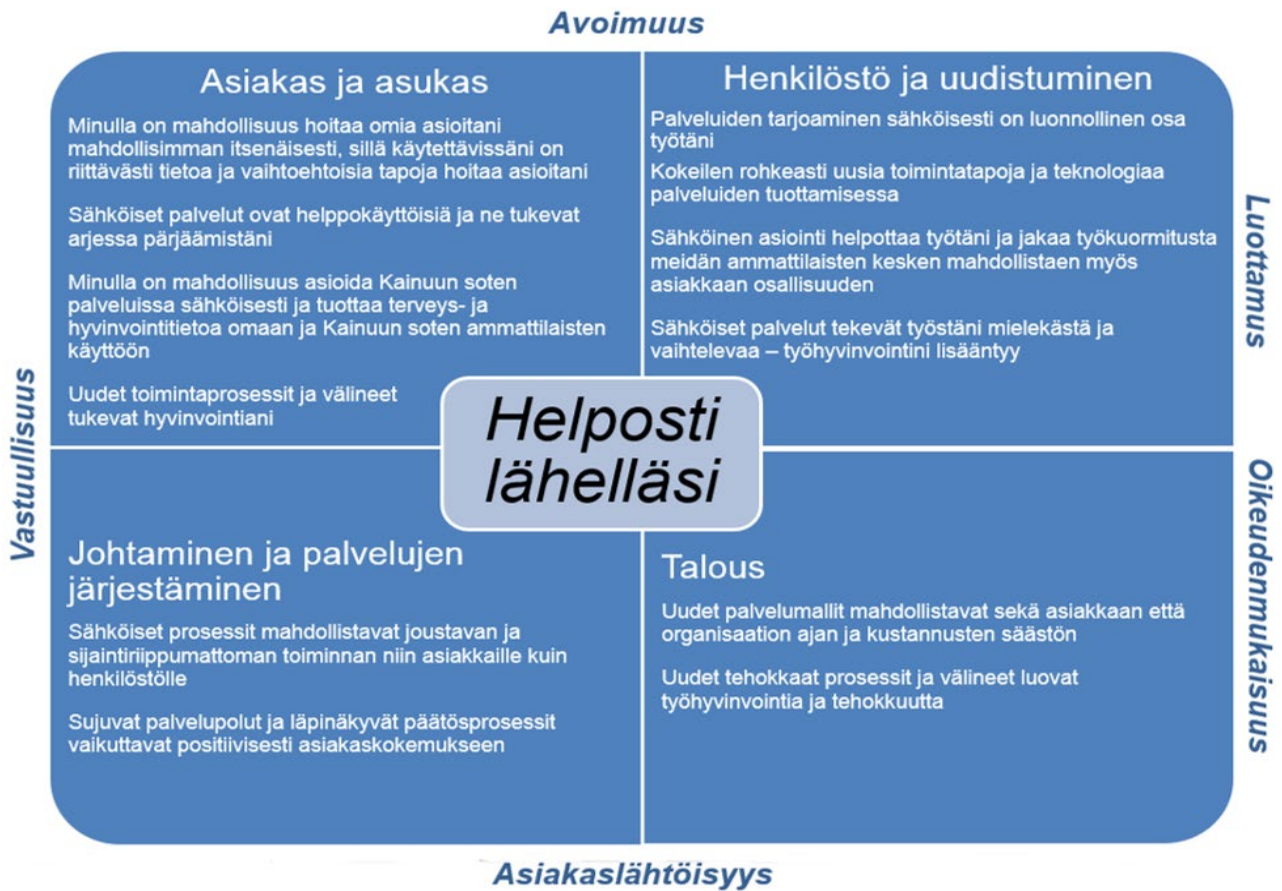 Avoimuus
Asiakas ja asukas
Minulla on mahdollisuus hoitaa omia asioitani
mahdollisimman itsenäisesti, sillä käytettävissäni on
riittävästi tietoa ja vaihtoehtoisia tapoja hoitaa asioitani
Sähköiset palvelut ovat helppokäyttöisiä ja ne tukevat
arjessa pärjäämistäni
Minulla on mahdollisuus asioida Kainuun soten
palveluissa sähköisesti ja tuottaa terveys- ja
hyvinvointitietoa omaan ja Kainuun soten ammattilaisten
käyttöön
Uudet toimintaprosessit ja välineet
tukevat hyvinvointiani
Henkilöstö ja uudistuminen
Palveluiden tarjoaminen sähköisesti on luonnollinen osa
työtäni
Kokeilen rohkeasti uusia toimintatapoja ja teknologiaa
palveluiden tuottamisessa
Sähköinen asiointi helpottaa työtäni ja jakaa työkuormitusta
meidän ammattilaisten kesken mahdollistaen myös
asiakkaan osallisuuden
Sähköiset palvelut tekevät työstäni mielekästä ja
vaihtelevaa – työhyvinvointini lisääntyy
Helposti
lähelläsi
Johtaminen ja palvelujen
järjestäminen
Sähköiset prosessit mahdollistavat joustavan ja
sijaintiriippumattoman toiminnan niin asiakkaille kuin
henkilöstölle
Sujuvat palvelupolut ja läpinäkyvät päätösprosessit
vaikuttavat positiivisesti asiakaskokemukseen
Talous
Uudet palvelumallit mahdollistavat sekä asiakkaan että
organisaation ajan ja kustannusten säästön
Uudet tehokkaat prosessit ja välineet luovat
työhyvinvointia ja tehokkuutta
Vastuullisuus
Luottamus
Oikeudenmukaisuus
Asiakaslähtöisyys